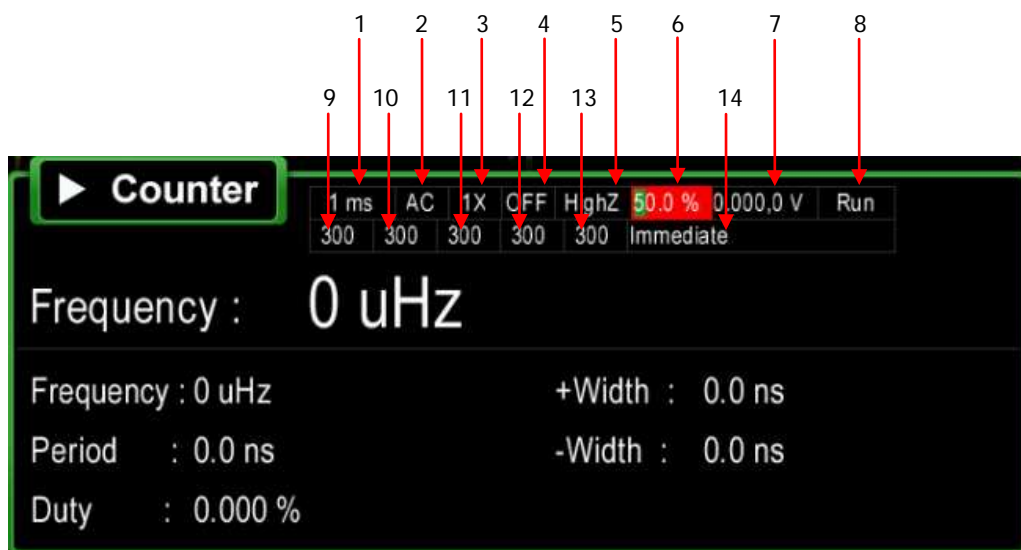 1 2 3 4 5 6 7 8
9 10 11 12 13 14
Counter
1 ms AC 1X OFF HighZ 50.0 % 0.000,0 V Run
300 300 300 300 300 Immediate
Frequency : 0 uHz
Frequency : 0 uHz +Width : 0.0 ns
Period : 0.0 ns -Width : 0.0 ns
Duty : 0.000 %